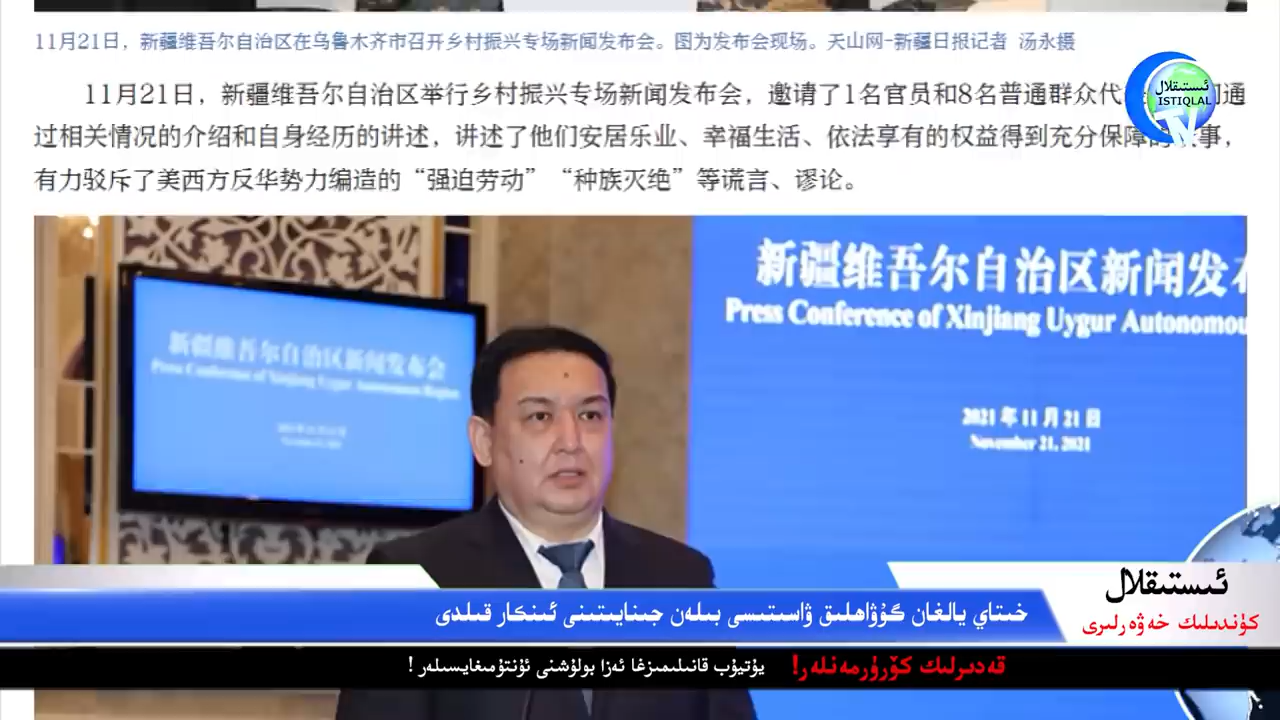 11月21日，新疆维吾尔自治区在乌鲁木齐市召开乡村振兴专场新闻发布会。图为发布会现场。天山网-新疆日报记者 汤永摄
11月21日，新疆维吾尔自治区举行乡村振兴专场新闻发布会，邀请了1名官员和8名普通群众代
过相关情况的介绍和自身经历的讲述，讲述了他们安居乐业、幸福生活、依法享有的权益得到充分保障的
有力驳斥了美西方反华势力编造的“强迫劳动”“种族灭绝”等谎言、谬论。
ئىستىقلال
ISTIQLAL
TV
新疆维吾尔自治区新闻发布会
Press Conference of Xinjiang Uygur Autonomous Region
新疆维吾尔自治区新闻发布
Press Conference of Xinjiang Uygur Autonomou
2021 年 11 月 21 日
November 21, 2021
ئىستىقلال
كۈندىلىك خەۋەرلىرى
خىتاي يالغان گۇۋاھلىق ۋاستىسى بىلەن جىنايىتىنى ئىنكار قىلدى
قەدىرلىك كۆرۈرمەنلەر! يۇتيۇب قانىلىمىزغا ئەزا بولۇشنى ئۇنتۇمىغايسىلەر !